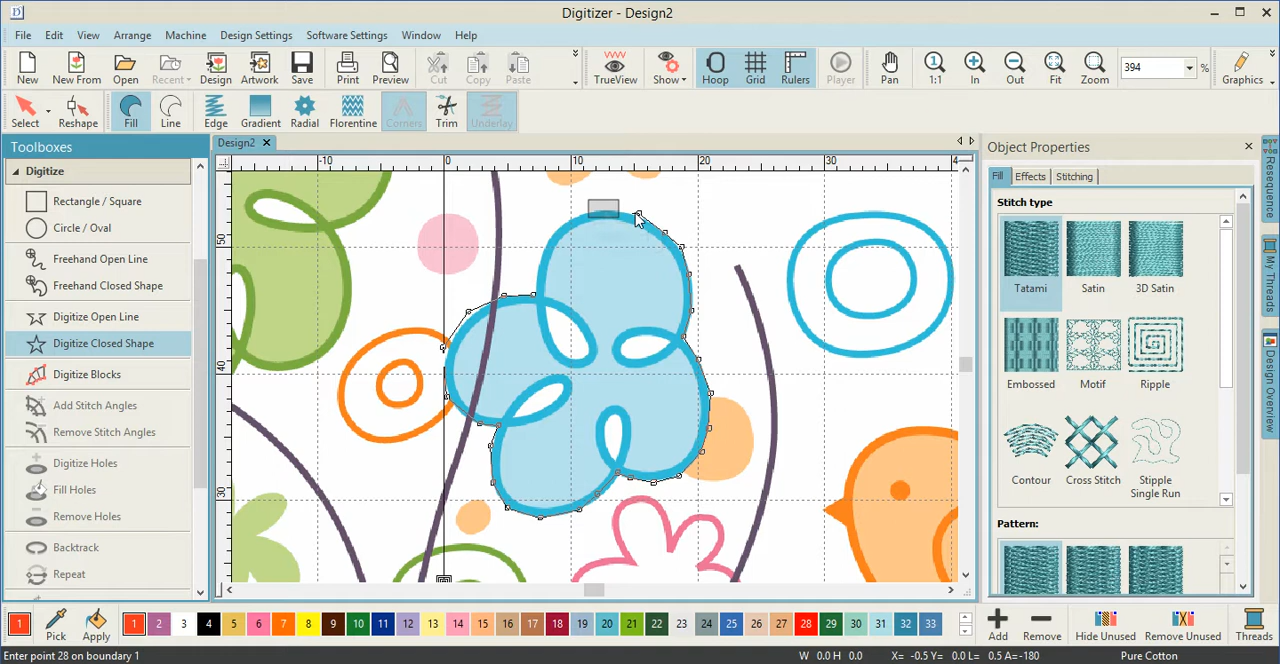 Digitizer - Design2
File Edit View Arrange Machine Design Settings Software Settings Window Help
New New From Open Recent Design Artwork Save Print Preview Cut Copy Paste TrueView Show Hoop Grid Rulers Player Pan 1:1 In Out Fit Zoom 394 % Graphics
Select Reshape Fill Line Edge Gradient Radial Florentine Corners Trim Underlay
Toolboxes
Design2
Object Properties
-10 0 10 20 30 4
Digitize
Fill Effects Stitching
Rectangle / Square
Stitch type
Circle / Oval
50
Freehand Open Line
Freehand Closed Shape
Tatami Satin 3D Satin
Digitize Open Line
Digitize Closed Shape
40
Digitize Blocks
Embossed Motif Ripple
Add Stitch Angles
Remove Stitch Angles
Digitize Holes
Contour Cross Stitch Stipple Single Run
Fill Holes
30
Remove Holes
Pattern:
Backtrack
Repeat
Resequence
My Threads
Design Overview
1 Pick Apply 1 2 3 4 5 6 7 8 9 10 11 12 13 14 15 16 17 18 19 20 21 22 23 24 25 26 27 28 29 30 31 32 33 Add Remove Hide Unused Remove Unused Threads
Enter point 28 on boundary 1 W 0.0 H 0.0 X= -0.5 Y= 0.0 L= 0.5 A=-180 Pure Cotton